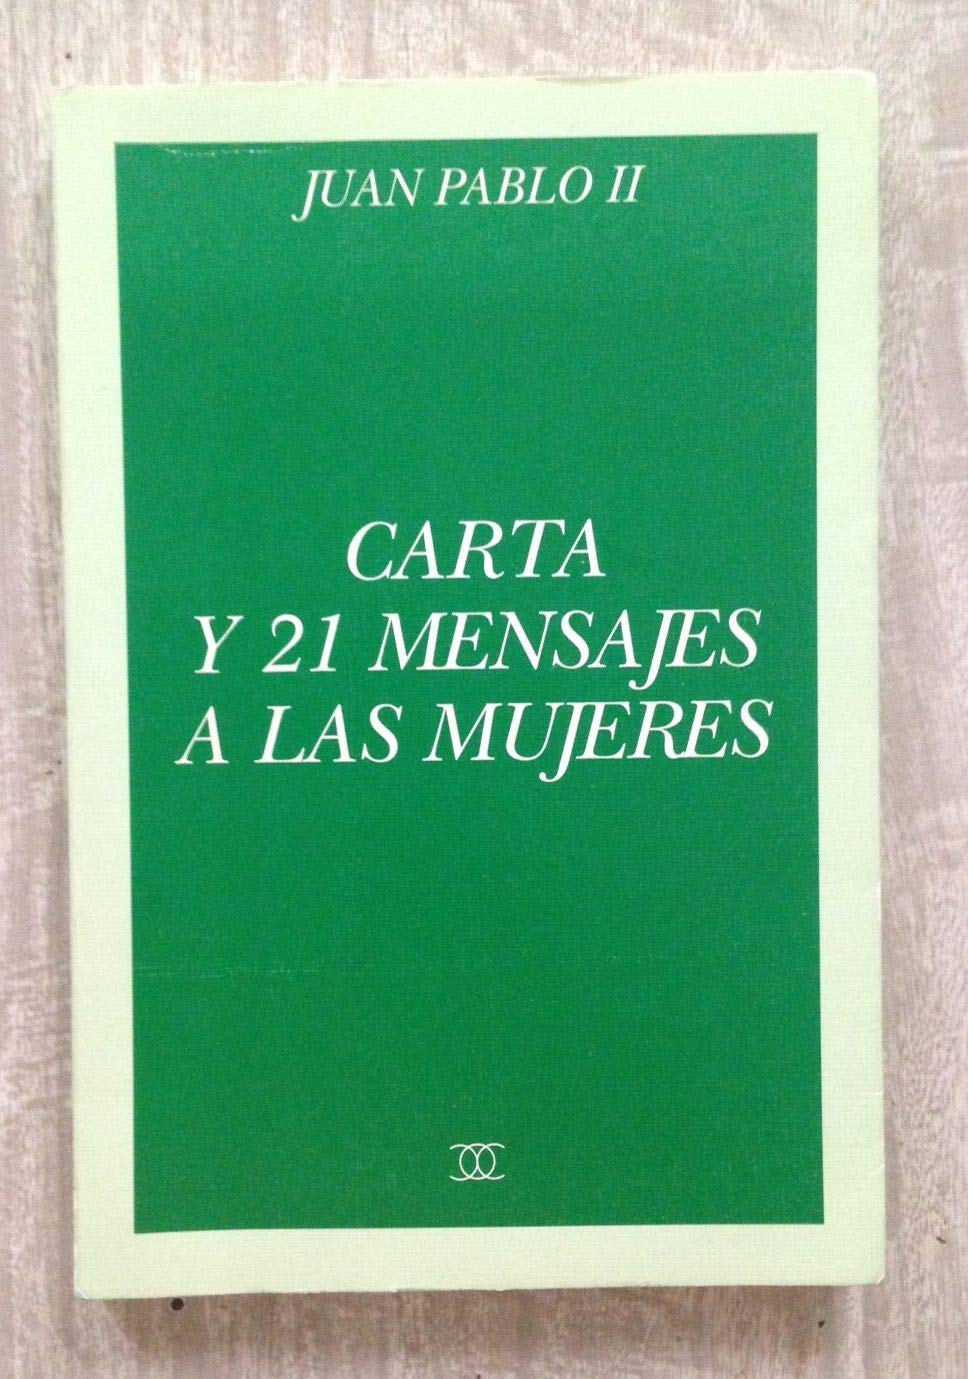 JUAN PABLO II
CARTA
Y 21 MENSAJES
A LAS MUJERES